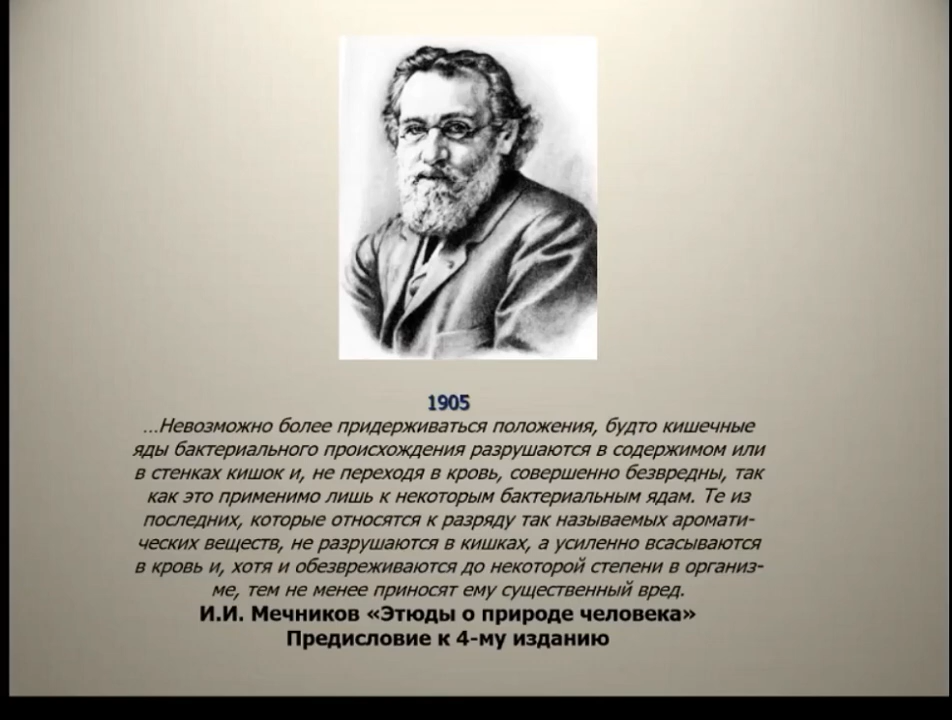 1905
…Невозможно более придерживаться положения, будто кишечные
яды бактериального происхождения разрушаются в содержимом или
в стенках кишок и, не переходя в кровь, совершенно безвредны, так
как это применимо лишь к некоторым бактериальным ядам. Те из
последних, которые относятся к разряду так называемых аромати-
ческих веществ, не разрушаются в кишках, а усиленно всасываются
в кровь и, хотя и обезвреживаются до некоторой степени в организ-
ме, тем не менее приносят ему существенный вред.
И.И. Мечников «Этюды о природе человека»
Предисловие к 4-му изданию